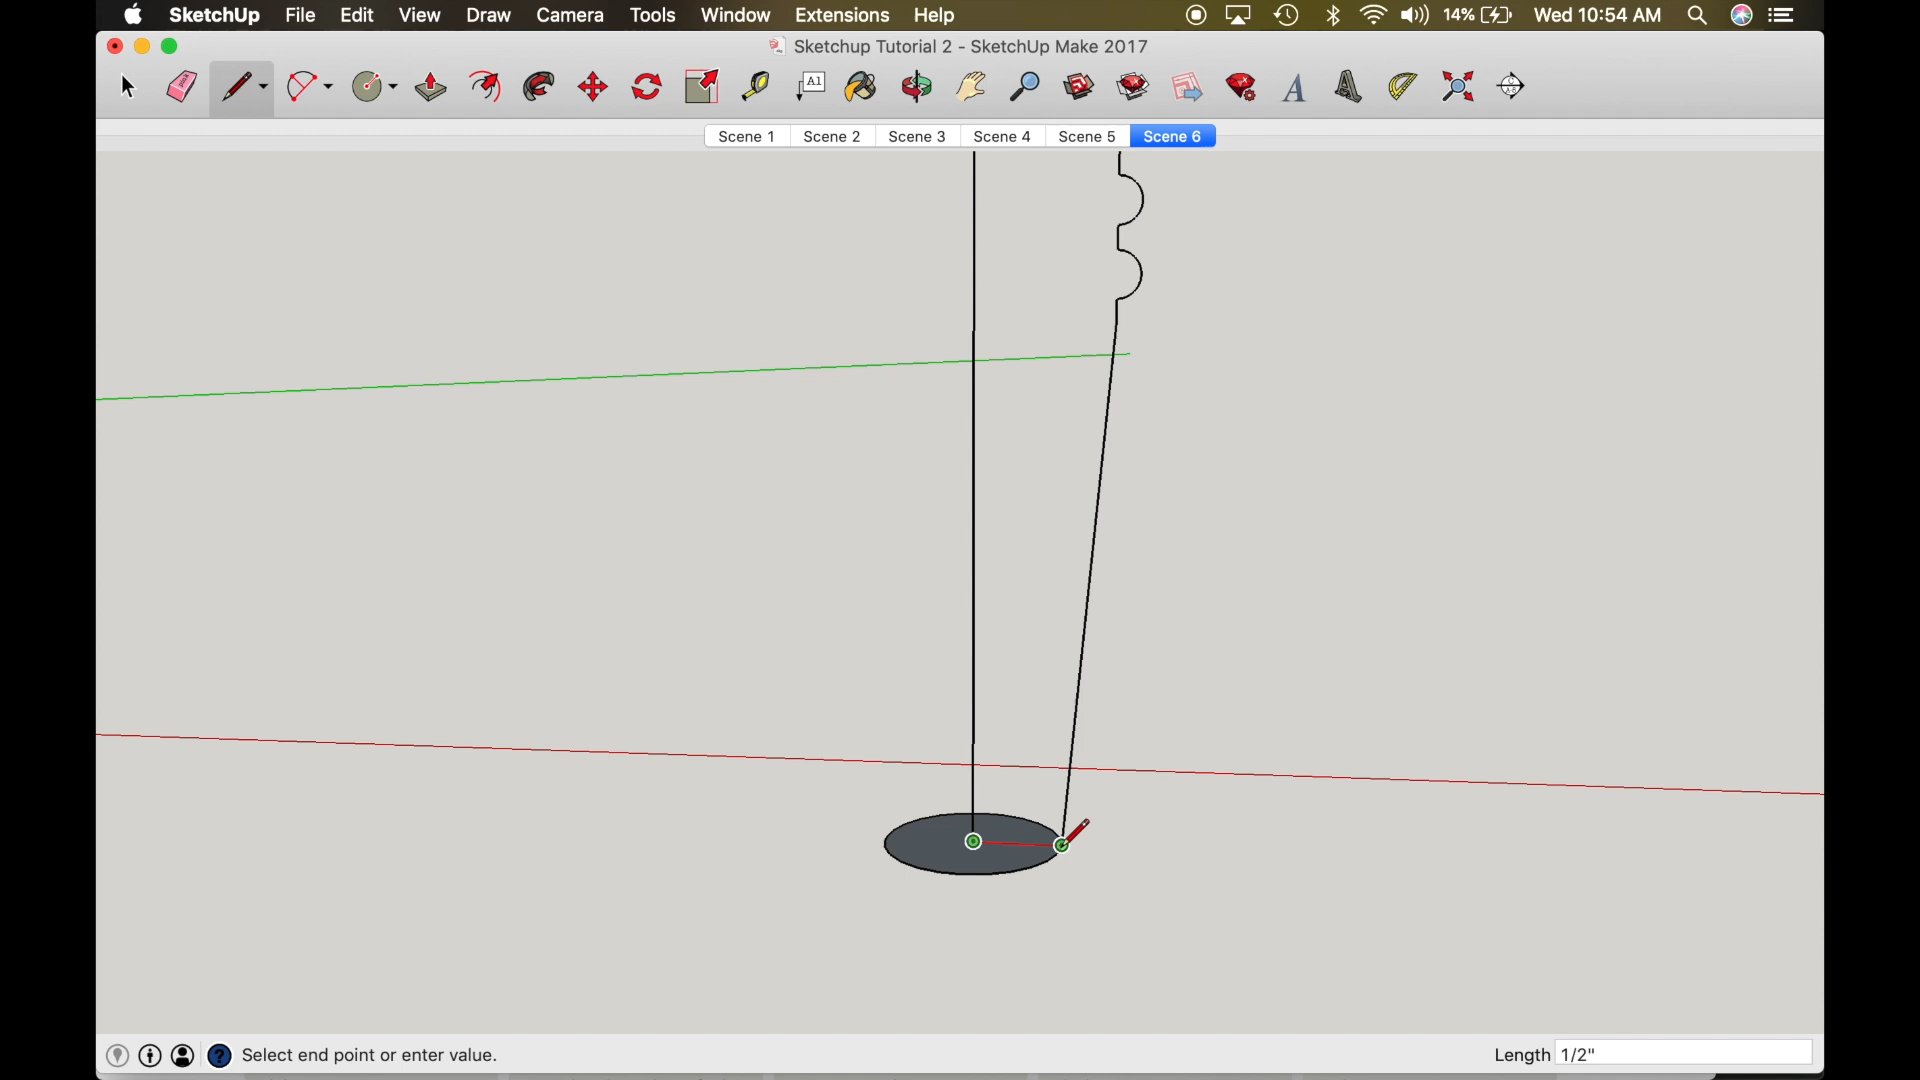 SketchUp File Edit View Draw Camera Tools Window Extensions Help 14% Wed 10:54 AM
Sketchup Tutorial 2 - SketchUp Make 2017
A1 A
Scene 1 Scene 2 Scene 3 Scene 4 Scene 5 Scene 6
? Select end point or enter value. Length 1/2"